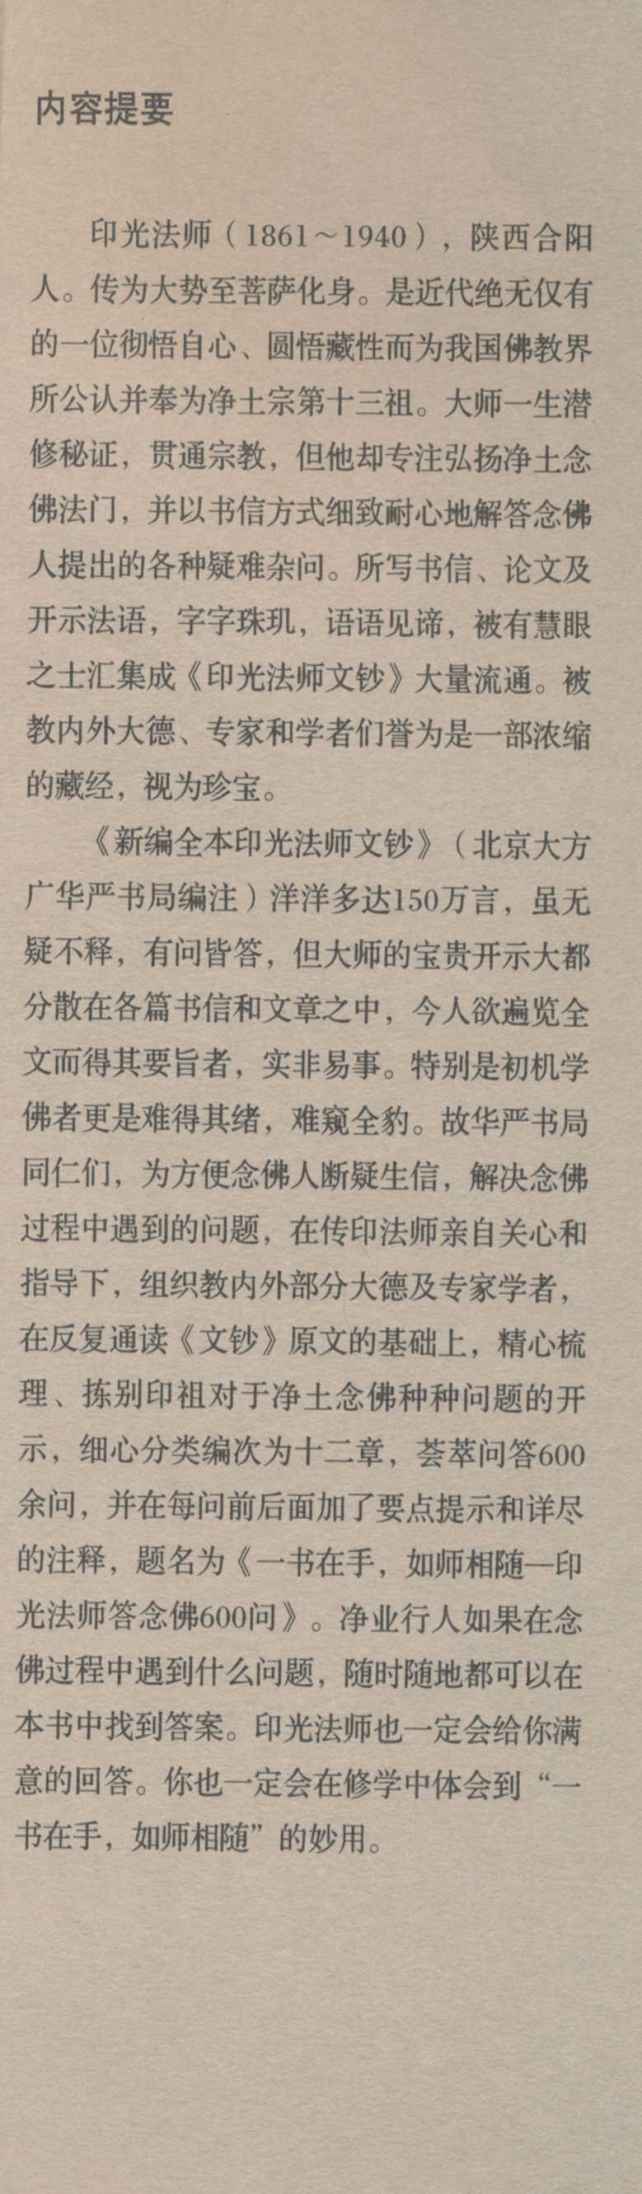 内容提要
印光法师（1861～1940），陕西合阳
人。传为大势至菩萨化身。是近代绝无仅有
的一位彻悟自心、圆悟藏性而为我国佛教界
所公认并奉为净土宗第十三祖。大师一生潜
修秘证，贯通宗教，但他却专注弘扬净土念
佛法门，并以书信方式细致耐心地解答念佛
人提出的各种疑难杂问。所写书信、论文及
开示法语，字字珠玑，语语见谛，被有慧眼
之士汇集成《印光法师文钞》大量流通。被
教内外大德、专家和学者们誉为是一部浓缩
的藏经，视为珍宝。
《新编全本印光法师文钞》（北京大方
广华严书局编注）洋洋多达150万言，虽无
疑不释，有问皆答，但大师的宝贵开示大都
分散在各篇书信和文章之中，今人欲遍览全
文而得其要旨者，实非易事。特别是初机学
佛者更是难得其绪，难窥全豹。故华严书局
同仁们，为方便念佛人断疑生信，解决念佛
过程中遇到的问题，在传印法师亲自关心和
指导下，组织教内外部分大德及专家学者，
在反复通读《文钞》原文的基础上，精心梳
理、拣别印祖对于净土念佛种种问题的开
示，细心分类编次为十二章，荟萃问答600
余问，并在每问前后面加了要点提示和详尽
的注释，题名为《一书在手，如师相随—印
光法师答念佛600问》。净业行人如果在念
佛过程中遇到什么问题，随时随地都可以在
本书中找到答案。印光法师也一定会给你满
意的回答。你也一定会在修学中体会到“一
书在手，如师相随”的妙用。